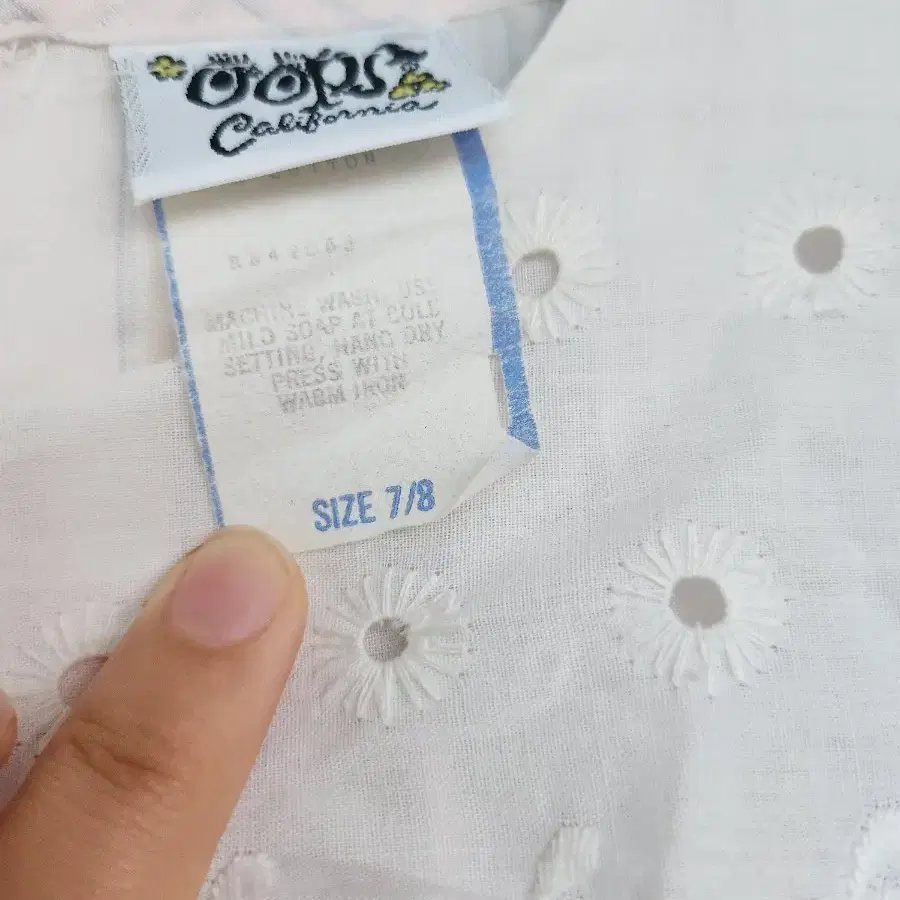 OOPS
California
COTTON
MACHINE WASH, USE
MILD SOAP AT COLD
SETTING, HANG DRY
PRESS WITH
WARM IRON
SIZE 7/8